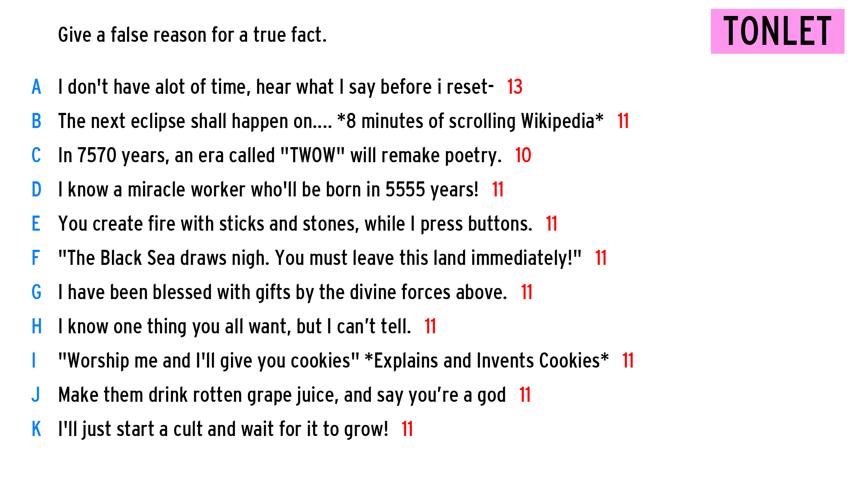 Give a false reason for a true fact.
TONLET
A I don't have alot of time, hear what I say before i reset- 13
B The next eclipse shall happen on.... *8 minutes of scrolling Wikipedia* 11
C In 7570 years, an era called "TWOW" will remake poetry. 10
D I know a miracle worker who'll be born in 5555 years! 11
E You create fire with sticks and stones, while I press buttons. 11
F "The Black Sea draws nigh. You must leave this land immediately!" 11
G I have been blessed with gifts by the divine forces above. 11
H I know one thing you all want, but I can’t tell. 11
I "Worship me and I'll give you cookies" *Explains and Invents Cookies* 11
J Make them drink rotten grape juice, and say you’re a god 11
K I'll just start a cult and wait for it to grow! 11